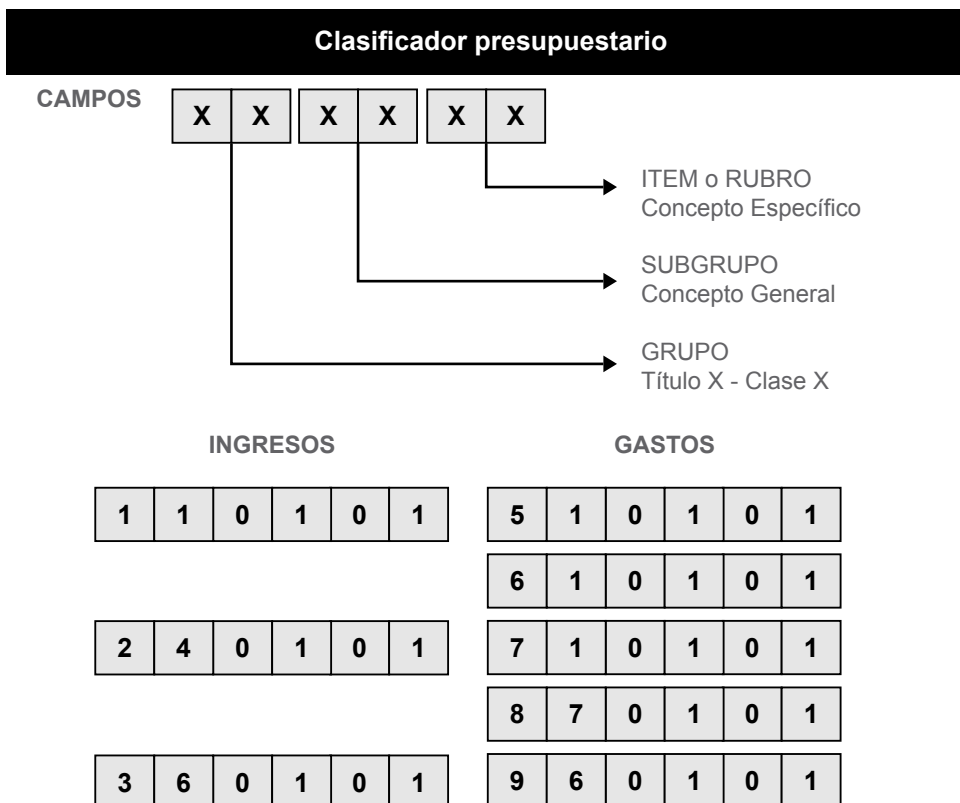 Clasificador presupuestario
CAMPOS
X X X X X X
ITEM o RUBRO
Concepto Específico
SUBGRUPO
Concepto General
GRUPO
Título X - Clase X
INGRESOS GASTOS
1 1 0 1 0 1 5 1 0 1 0 1
6 1 0 1 0 1
2 4 0 1 0 1 7 1 0 1 0 1
8 7 0 1 0 1
3 6 0 1 0 1 9 6 0 1 0 1